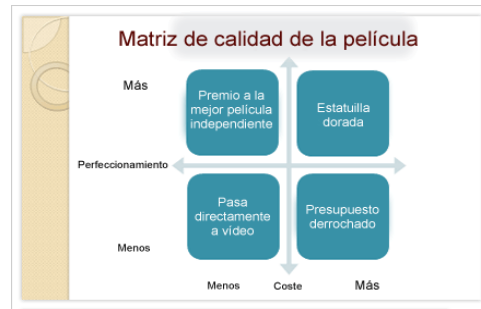 Matriz de calidad de la película
Más
Premio a la
mejor película
independiente
Estatuilla
dorada
Perfeccionamiento
Pasa
directamente
a vídeo
Presupuesto
derrochado
Menos
Menos Coste Más